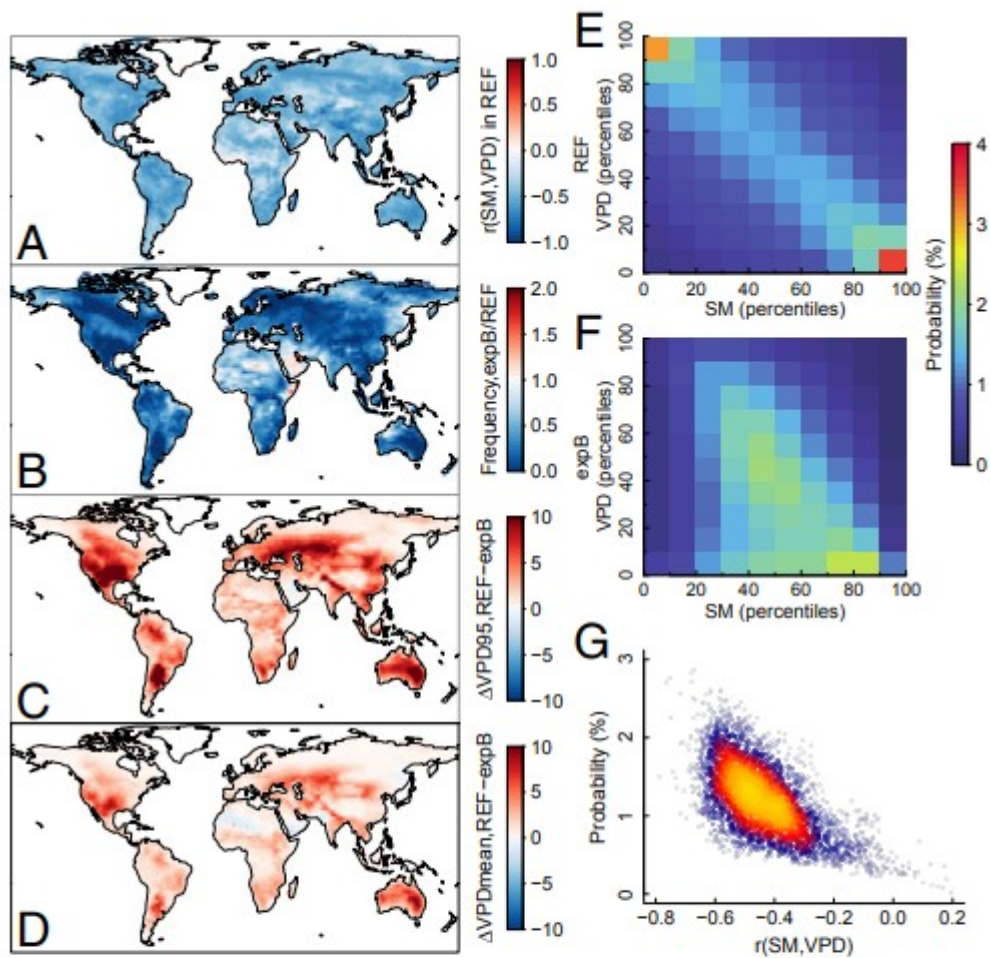 A
1.0
0.5
0.0
−0.5
−1.0
r(SM,VPD) in REF
B
2.0
1.5
1.0
0.5
0.0
Frequency,expB/REF
C
10
5
0
−5
−10
ΔVPD95,REF−expB
D
10
5
0
−5
−10
ΔVPDmean,REF−expB
E
REF
VPD (percentiles)
100
80
60
40
20
0
0 20 40 60 80 100
SM (percentiles)
F
expB
VPD (percentiles)
100
80
60
40
20
0
0 20 40 60 80 100
SM (percentiles)
4
3
2
1
0
Probability (%)
G
Probability (%)
3
2
1
0
−0.8 −0.6 −0.4 −0.2 0.0 0.2
r(SM,VPD)